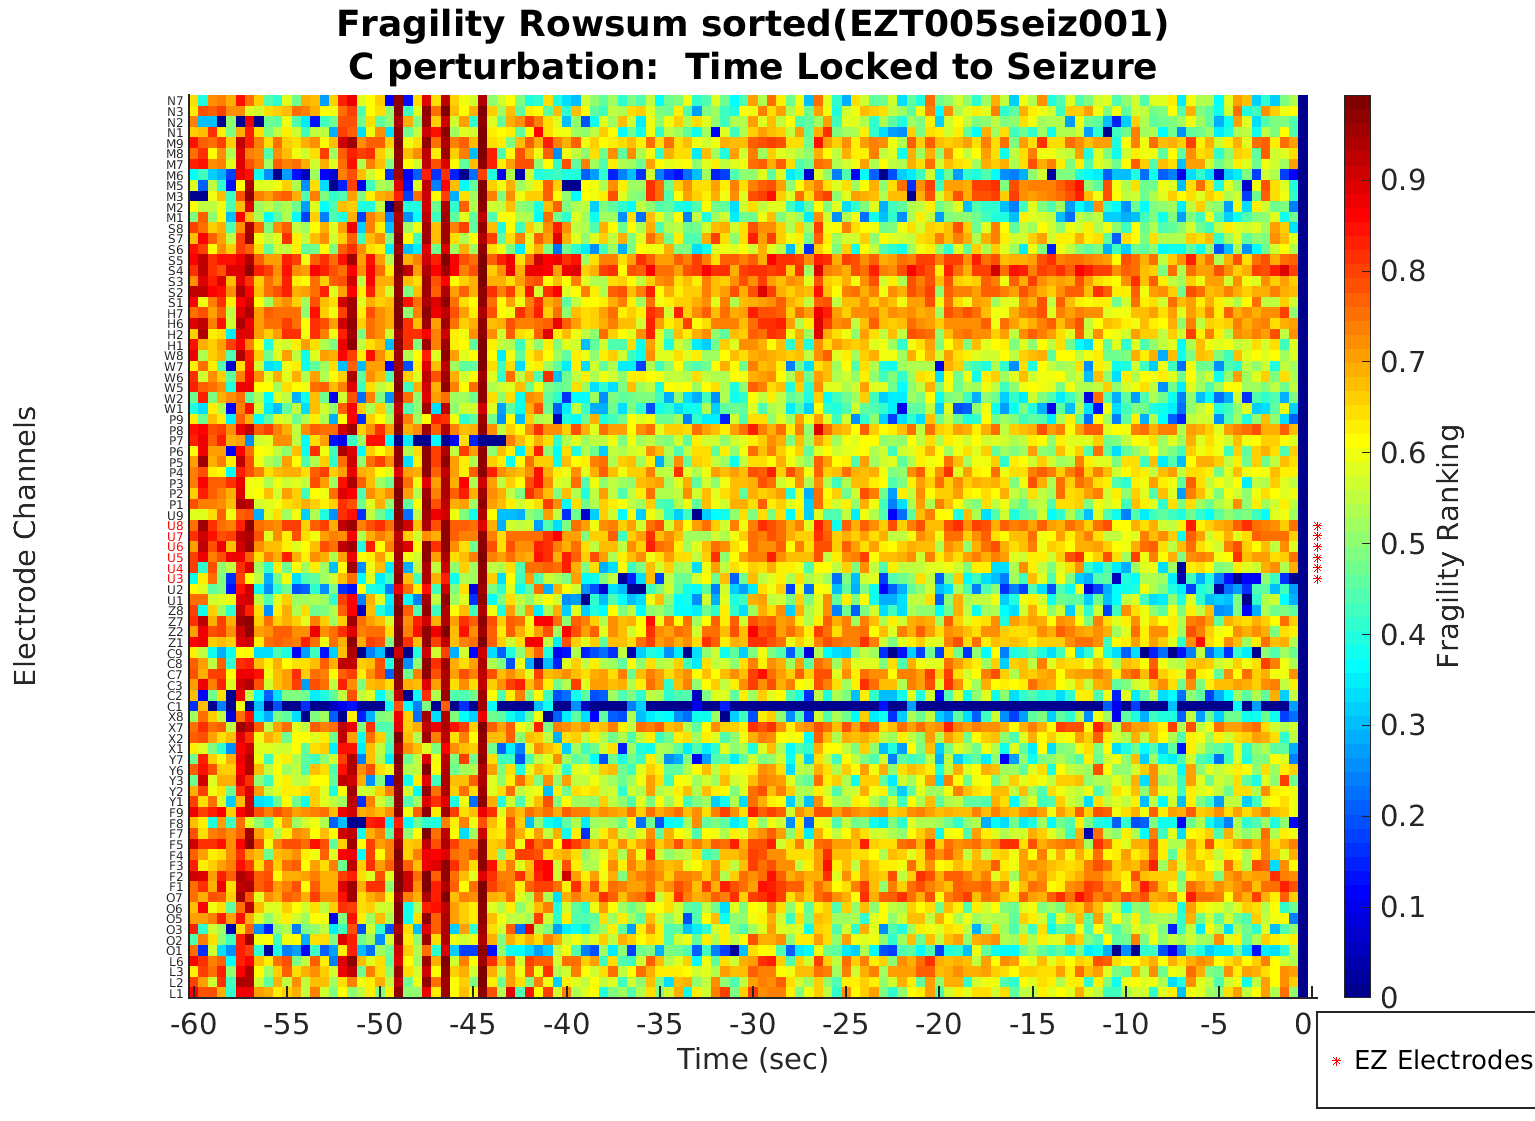 Fragility Rowsum sorted(EZT005seiz001)
C perturbation:  Time Locked to Seizure
Electrode Channels
N7
N3
N2
N1
M9
M8
M7
M6
M5
M3
M2
M1
S8
S7
S6
S5
S4
S3
S2
S1
H7
H6
H2
H1
W8
W7
W6
W5
W2
W1
P9
P8
P7
P6
P5
P4
P3
P2
P1
U9
U8
U7
U6
U5
U4
U3
U2
U1
Z8
Z7
Z2
Z1
C9
C8
C7
C3
C2
C1
X8
X7
X2
X1
Y7
Y6
Y3
Y2
Y1
F9
F8
F7
F5
F4
F3
F2
F1
O7
O6
O5
O3
O2
O1
L6
L3
L2
L1
-60 -55 -50 -45 -40 -35 -30 -25 -20 -15 -10 -5 0
Time (sec)
0.9
0.8
0.7
0.6
0.5
0.4
0.3
0.2
0.1
0
Fragility Ranking
EZ Electrodes